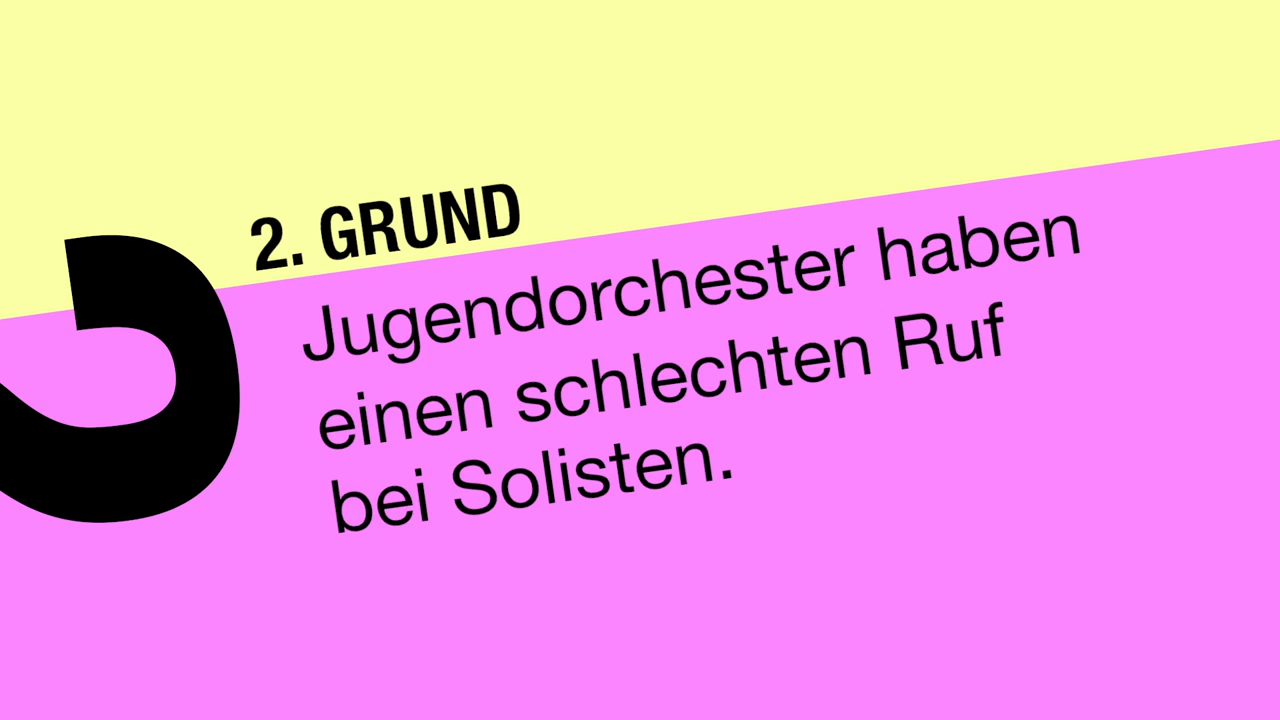 2. GRUND
Jugendorchester haben
einen schlechten Ruf
bei Solisten.